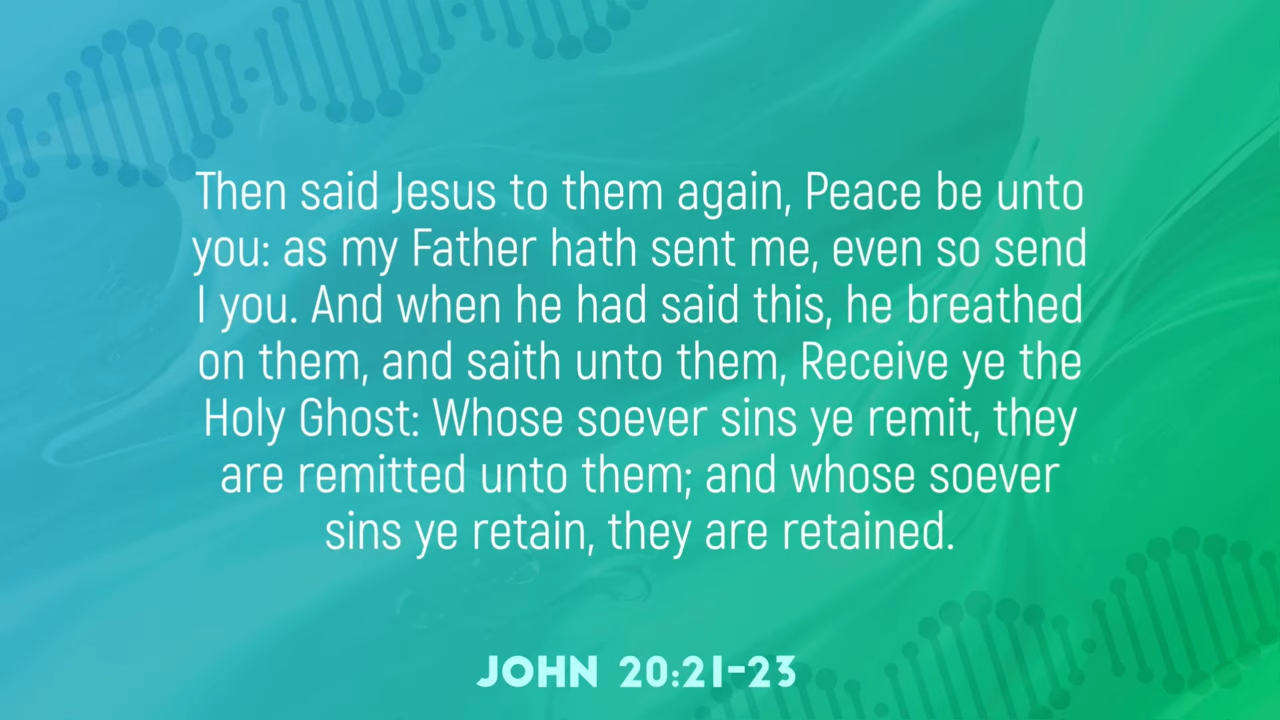 Then said Jesus to them again, Peace be unto
you: as my Father hath sent me, even so send
I you. And when he had said this, he breathed
on them, and saith unto them, Receive ye the
Holy Ghost: Whose soever sins ye remit, they
are remitted unto them; and whose soever
sins ye retain, they are retained.
JOHN 20:21-23